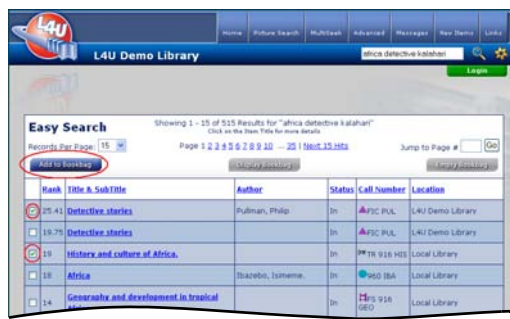 L4U
Home Picture Search MultiSeek Advanced Messages New Items Links
L4U Demo Library
africa detective kalahari
Login
Easy Search
Showing 1 - 15 of 515 Results for "africa detective kalahari"
Click on the Item Title for more details
Records Per Page: 15
Page 1 2 3 4 5 6 7 8 9 10 ... 35 | Next 15 Hits
Jump to Page # Go
Add to Bookbag Display Bookbag Empty Bookbag
Rank Title & SubTitle Author Status Call Number Location
25.41 Detective stories Pullman, Philip In FIC PUL L4U Demo Library
19.75 Detective stories In FIC PUL L4U Demo Library
19 History and culture of Africa. In TR 916 HIS Local Library
18 Africa Ibazebo, Isimeme. In 960 IBA Local Library
14 Geography and development in tropical In FS 916 GEO Local Library